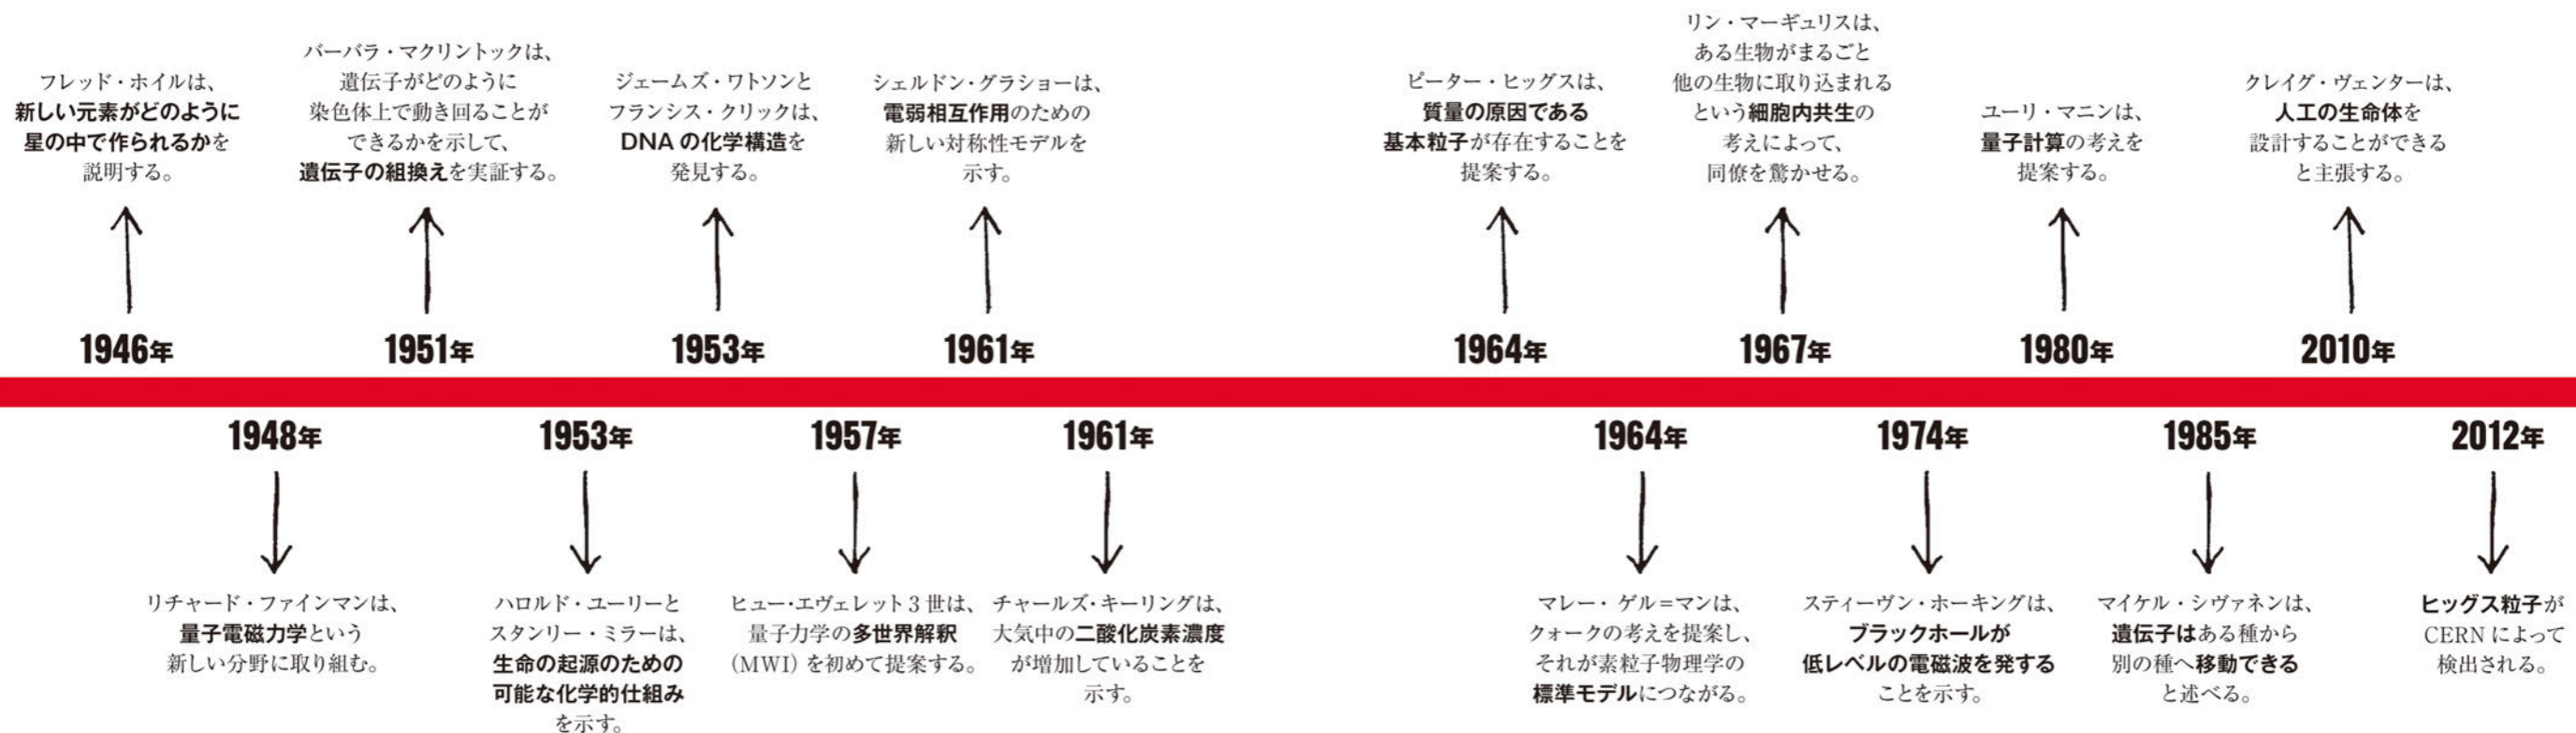 フレッド・ホイルは、
新しい元素がどのように
星の中で作られるかを
説明する。
1946年
バーバラ・マクリントックは、
遺伝子がどのように
染色体上で動き回ることが
できるかを示して、
遺伝子の組換えを実証する。
1951年
ジェームズ・ワトソンと
フランシス・クリックは、
DNA の化学構造を
発見する。
1953年
シェルドン・グラショーは、
電弱相互作用のための
新しい対称性モデルを
示す。
1961年
ピーター・ヒッグスは、
質量の原因である
基本粒子が存在することを
提案する。
1964年
リン・マーギュリスは、
ある生物がまるごと
他の生物に取り込まれる
という細胞内共生の
考えによって、
同僚を驚かせる。
1967年
ユーリ・マニンは、
量子計算の考えを
提案する。
1980年
クレイグ・ヴェンターは、
人工の生命体を
設計することができる
と主張する。
2010年
1948年
リチャード・ファインマンは、
量子電磁力学という
新しい分野に取り組む。
1953年
ハロルド・ユーリーと
スタンリー・ミラーは、
生命の起源のための
可能な化学的仕組み
を示す。
1957年
ヒュー・エヴェレット3世は、
量子力学の多世界解釈
（MWI）を初めて提案する。
1961年
チャールズ・キーリングは、
大気中の二酸化炭素濃度
が増加していることを
示す。
1964年
マレー・ゲル=マンは、
クォークの考えを提案し、
それが素粒子物理学の
標準モデルにつながる。
1974年
スティーヴン・ホーキングは、
ブラックホールが
低レベルの電磁波を発する
ことを示す。
1985年
マイケル・シヴァネンは、
遺伝子はある種から
別の種へ移動できる
と述べる。
2012年
ヒッグス粒子が
CERN によって
検出される。